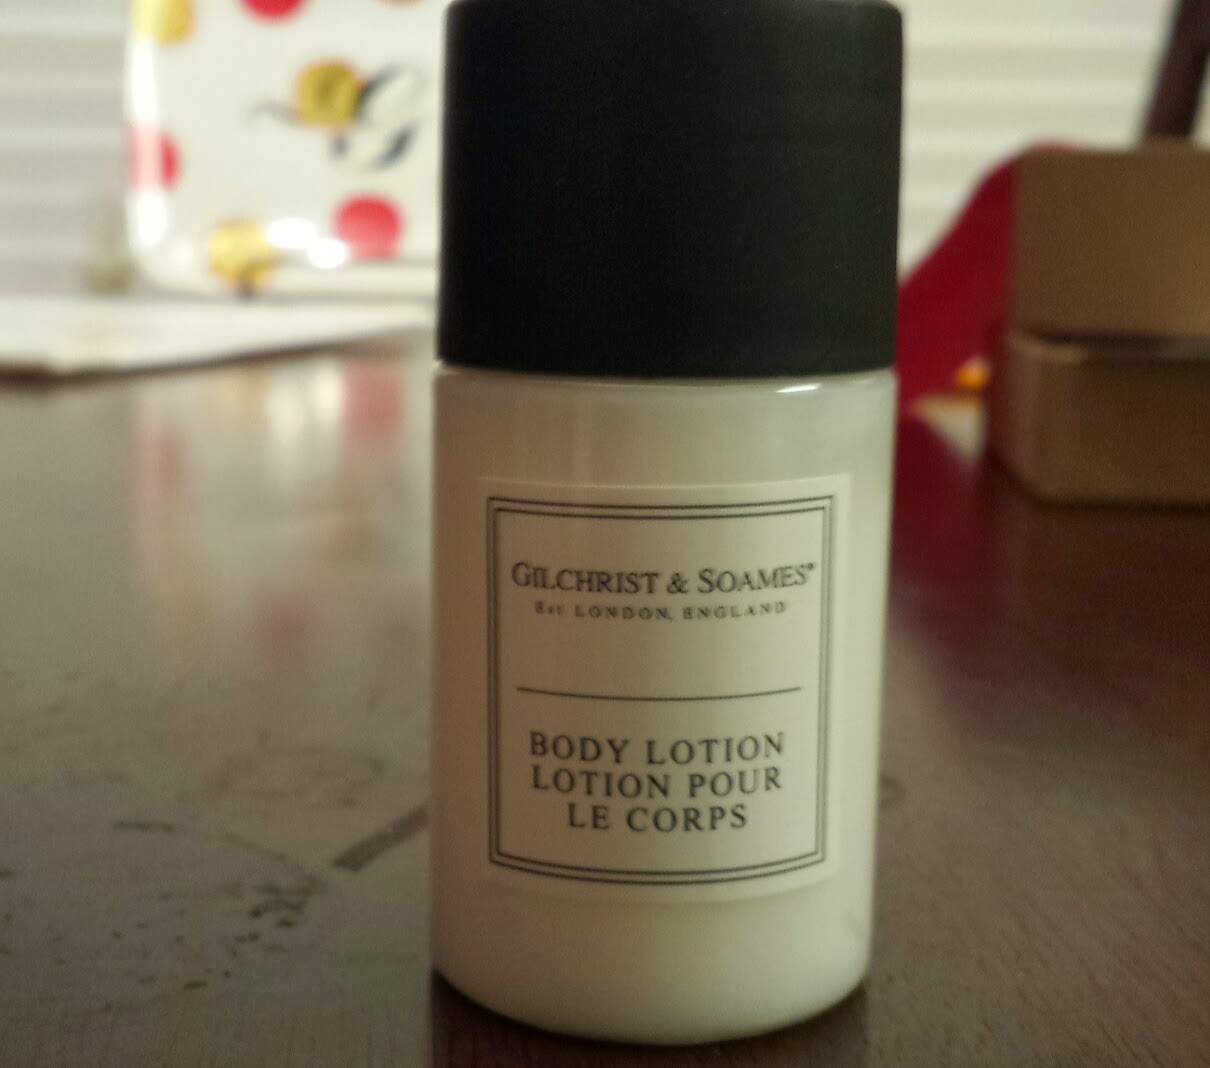 G
GILCHRIST & SOAMES®
Est LONDON, ENGLAND
BODY LOTION
LOTION POUR
LE CORPS